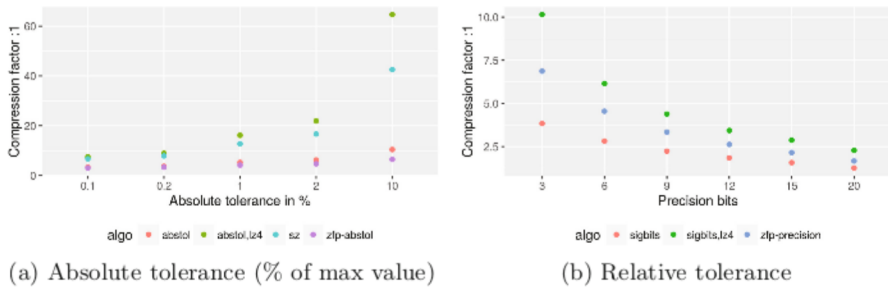 Compression factor :1
60
40
20
0
0.1 0.2 1 2 10
Absolute tolerance in %
algo abstol abstol,lz4 sz zfp-abstol
(a) Absolute tolerance (% of max value)
Compression factor :1
10.0
7.5
5.0
2.5
3 6 9 12 15 20
Precision bits
algo sigbits sigbits,lz4 zfp-precision
(b) Relative tolerance